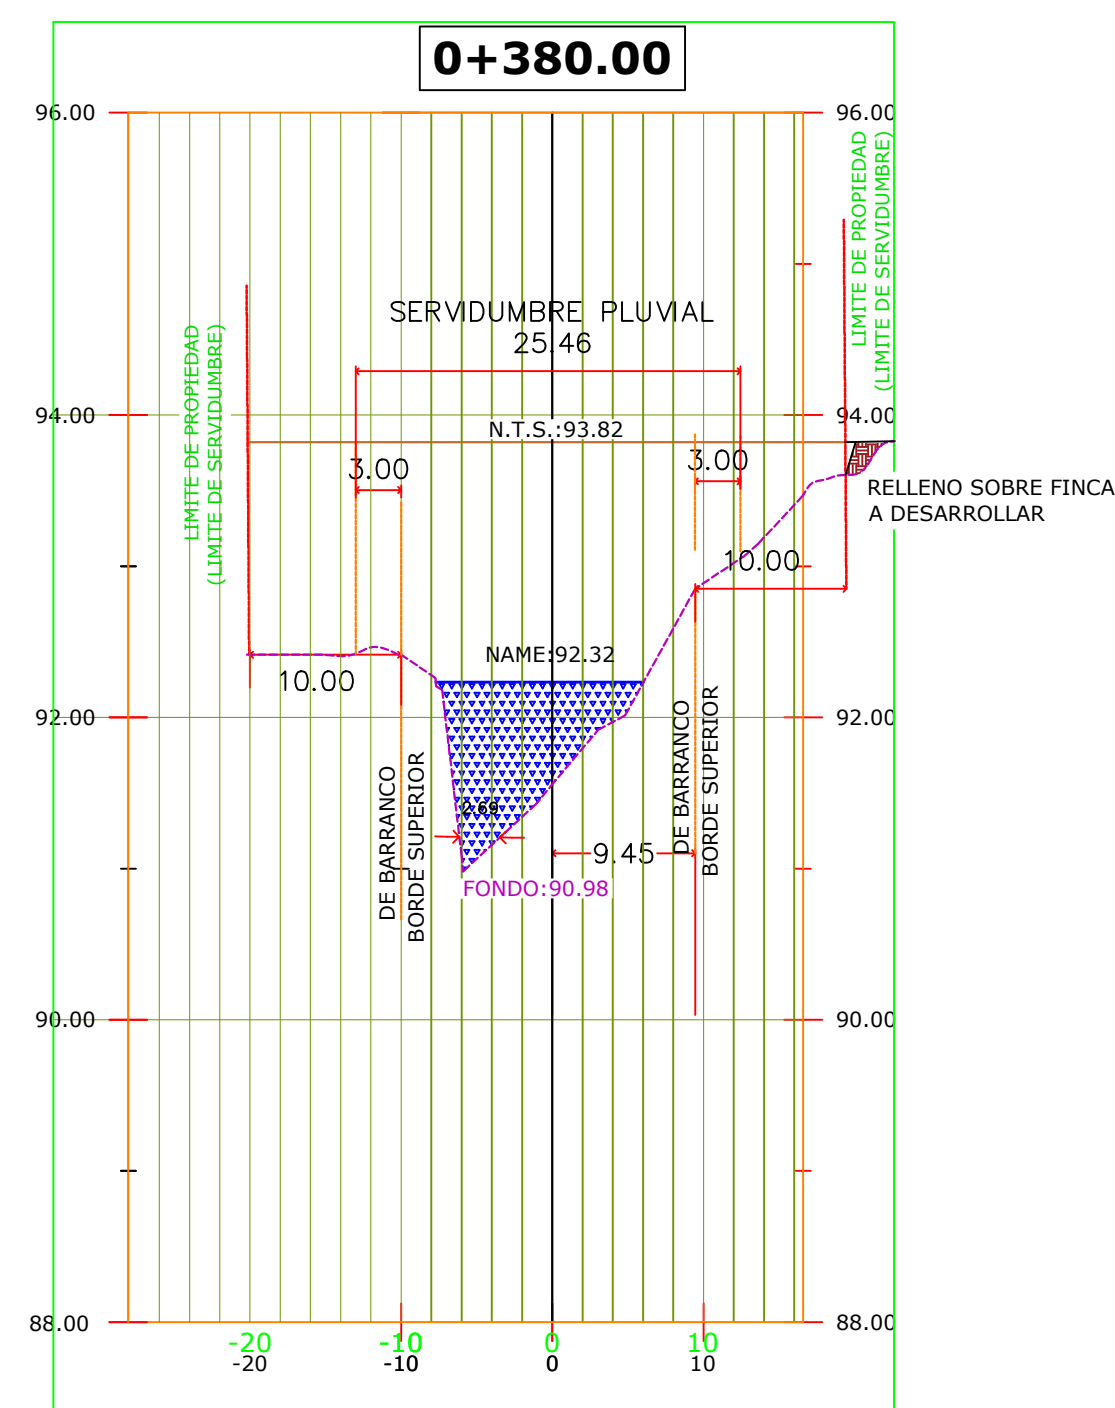 0+380.00
96.00
96.00
LIMITE DE PROPIEDAD
(LIMITE DE SERVIDUMBRE)
SERVIDUMBRE PLUVIAL
25.46
LIMITE DE PROPIEDAD
(LIMITE DE SERVIDUMBRE)
94.00
94.00
N.T.S.:93.82
3.00
3.00
RELLENO SOBRE FINCA
A DESARROLLAR
10.00
NAME:92.32
10.00
92.00
92.00
DE BARRANCO
BORDE SUPERIOR
DE BARRANCO
BORDE SUPERIOR
2.69
9.45
FONDO:90.98
90.00
90.00
88.00
88.00
-20
-10
0
10
-20
-10
0
10